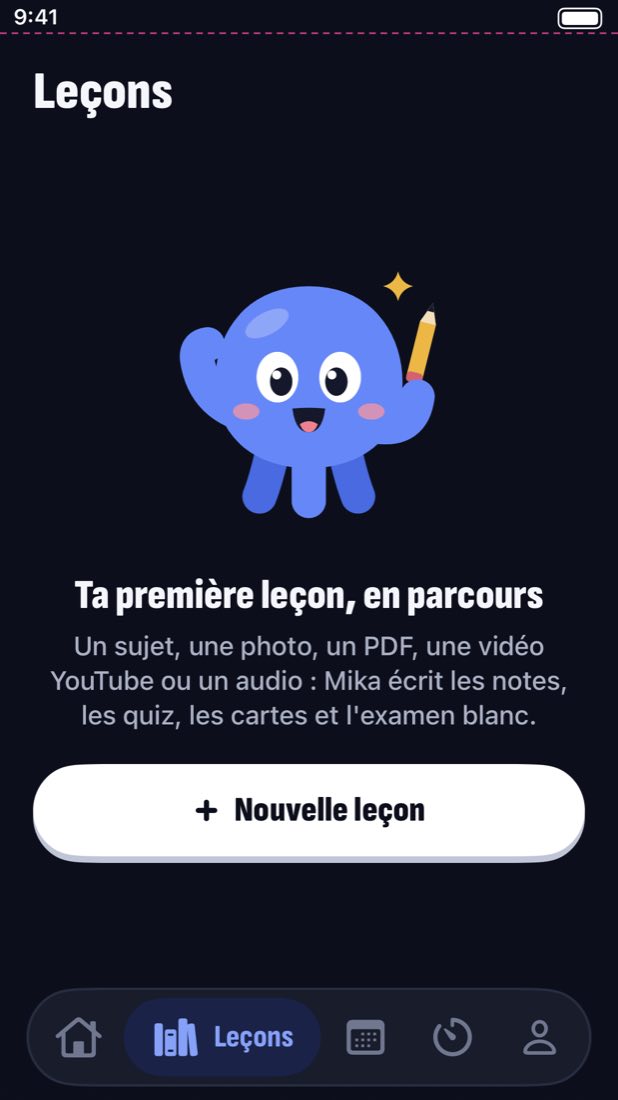 9:41
Leçons
Ta première leçon, en parcours
Un sujet, une photo, un PDF, une vidéo
YouTube ou un audio : Mika écrit les notes,
les quiz, les cartes et l'examen blanc.
+ Nouvelle leçon
Leçons